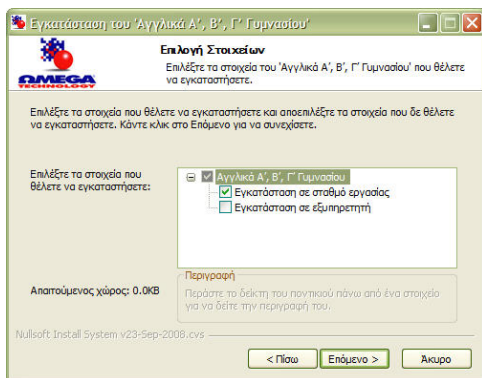 Εγκατάσταση του 'Αγγλικά Α', Β', Γ' Γυμνασίου'
ΩMEGA
TECHNOLOGY
Επιλογή Στοιχείων
Επιλέξτε τα στοιχεία του 'Αγγλικά Α', Β', Γ' Γυμνασίου' που θέλετε
να εγκαταστήσετε.
Επιλέξτε τα στοιχεία που θέλετε να εγκαταστήσετε και αποεπιλέξτε τα στοιχεία που δε θέλετε
να εγκαταστήσετε. Κάντε κλικ στο Επόμενο για να συνεχίσετε.
Επιλέξτε τα στοιχεία που
θέλετε να εγκαταστήσετε:
Αγγλικά Α', Β', Γ' Γυμνασίου
Εγκατάσταση σε σταθμό εργασίας
Εγκατάσταση σε εξυπηρετητή
Απαιτούμενος χώρος: 0.0KB
Περιγραφή
Περάστε το δείκτη του ποντικιού πάνω από ένα στοιχείο
για να δείτε την περιγραφή του.
Nullsoft Install System v23-Sep-2008.cvs
< Πίσω
Επόμενο >
Άκυρο